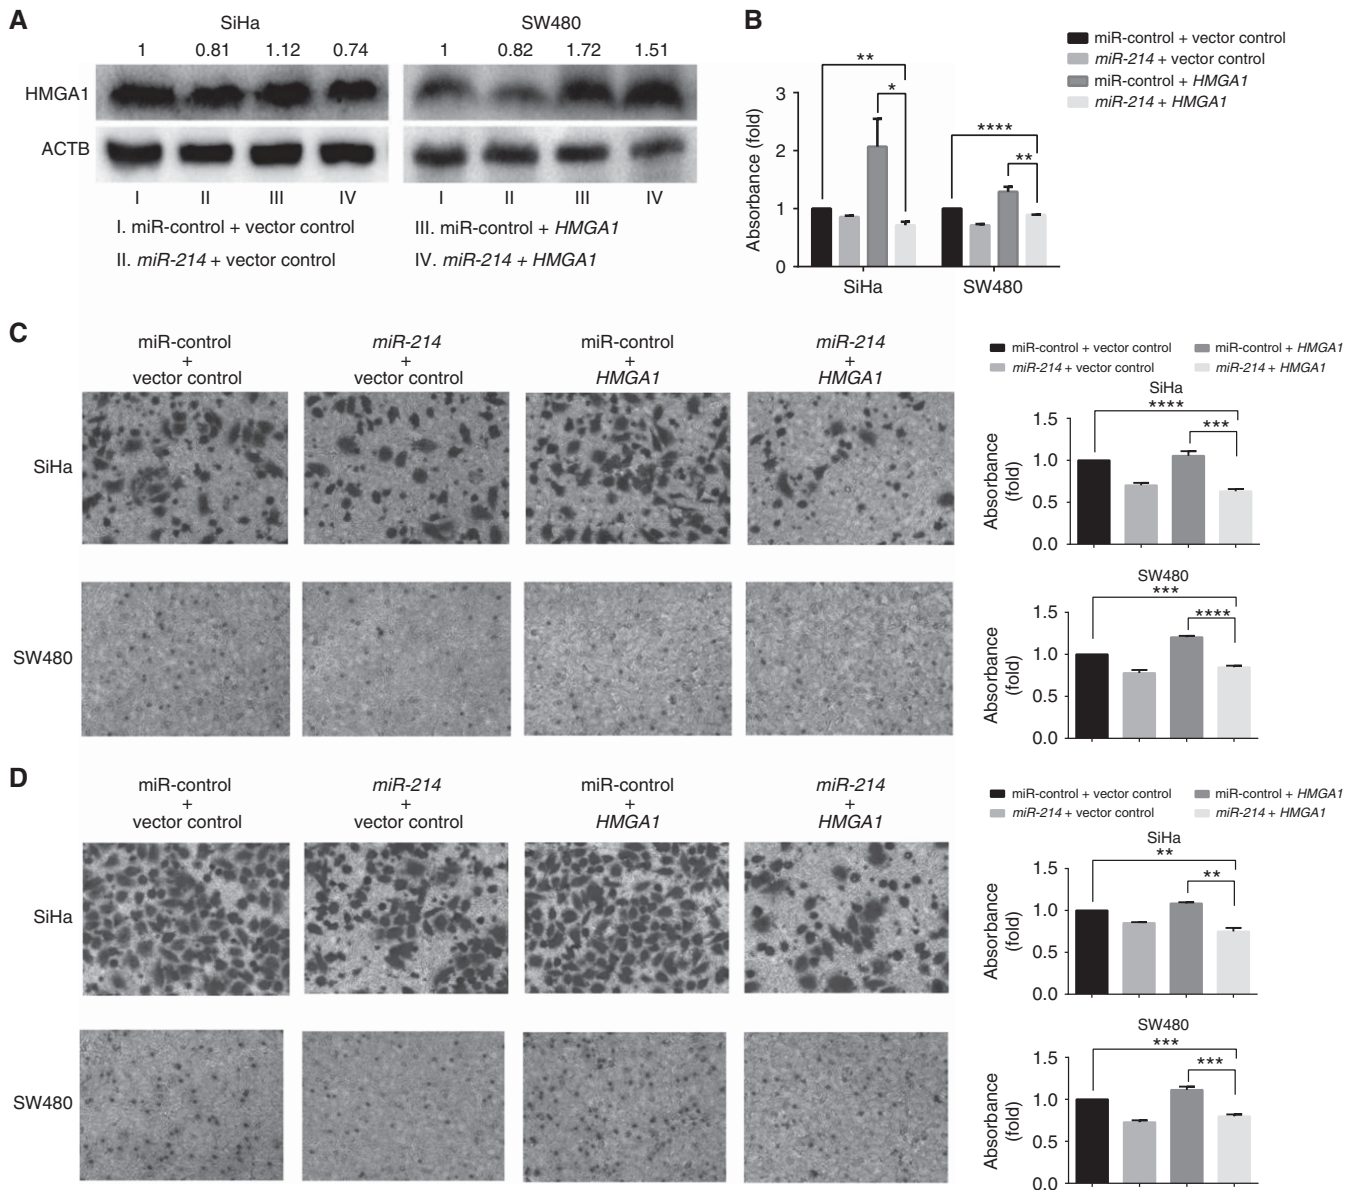 A
SiHa
SW480
1 0.81 1.12 0.74
1 0.82 1.72 1.51
HMGA1
ACTB
I II III IV
I II III IV
I. miR-control + vector control
III. miR-control + HMGA1
II. miR-214 + vector control
IV. miR-214 + HMGA1
B
miR-control + vector control
miR-214 + vector control
miR-control + HMGA1
miR-214 + HMGA1
Absorbance (fold)
3
2
1
0
**
*
****
**
SiHa
SW480
C
miR-control
+
vector control
miR-214
+
vector control
miR-control
+
HMGA1
miR-214
+
HMGA1
SiHa
SW480
miR-control + vector control
miR-control + HMGA1
miR-214 + vector control
miR-214 + HMGA1
SiHa
****
***
Absorbance
(fold)
1.5
1.0
0.5
0.0
SW480
***
****
Absorbance
(fold)
1.5
1.0
0.5
0.0
D
miR-control
+
vector control
miR-214
+
vector control
miR-control
+
HMGA1
miR-214
+
HMGA1
SiHa
SW480
miR-control + vector control
miR-control + HMGA1
miR-214 + vector control
miR-214 + HMGA1
SiHa
**
**
Absorbance
(fold)
1.5
1.0
0.5
0.0
SW480
***
***
Absorbance
(fold)
1.5
1.0
0.5
0.0